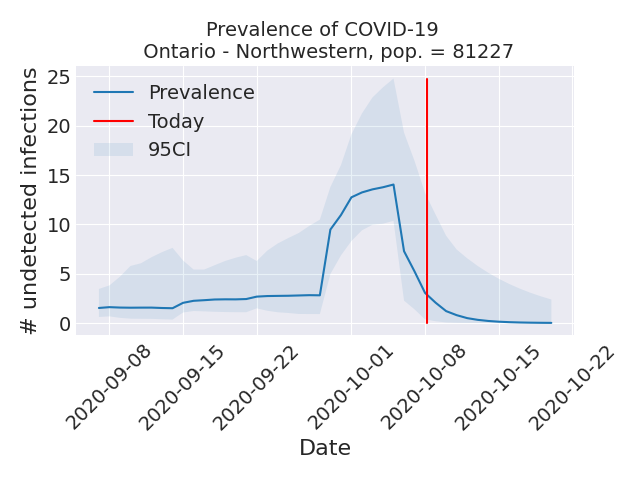 Prevalence of COVID-19
Ontario - Northwestern, pop. = 81227
# undetected infections
25
20
15
10
5
0
Prevalence
Today
95CI
2020-09-08
2020-09-15
2020-09-22
2020-10-01
2020-10-08
2020-10-15
2020-10-22
Date